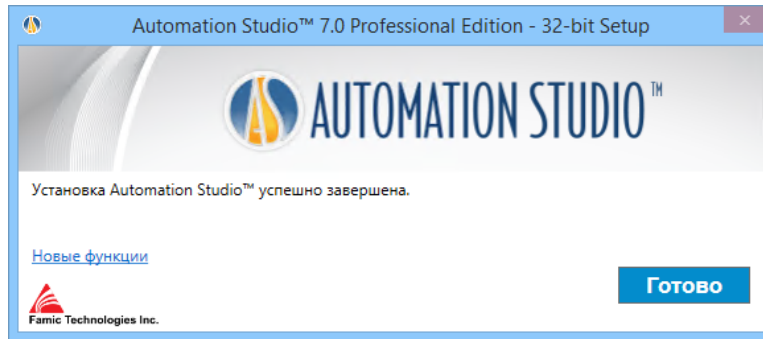 Automation Studio™ 7.0 Professional Edition - 32-bit Setup
AUTOMATION STUDIO™
Установка Automation Studio™ успешно завершена.
Новые функции
Готово
Famic Technologies Inc.